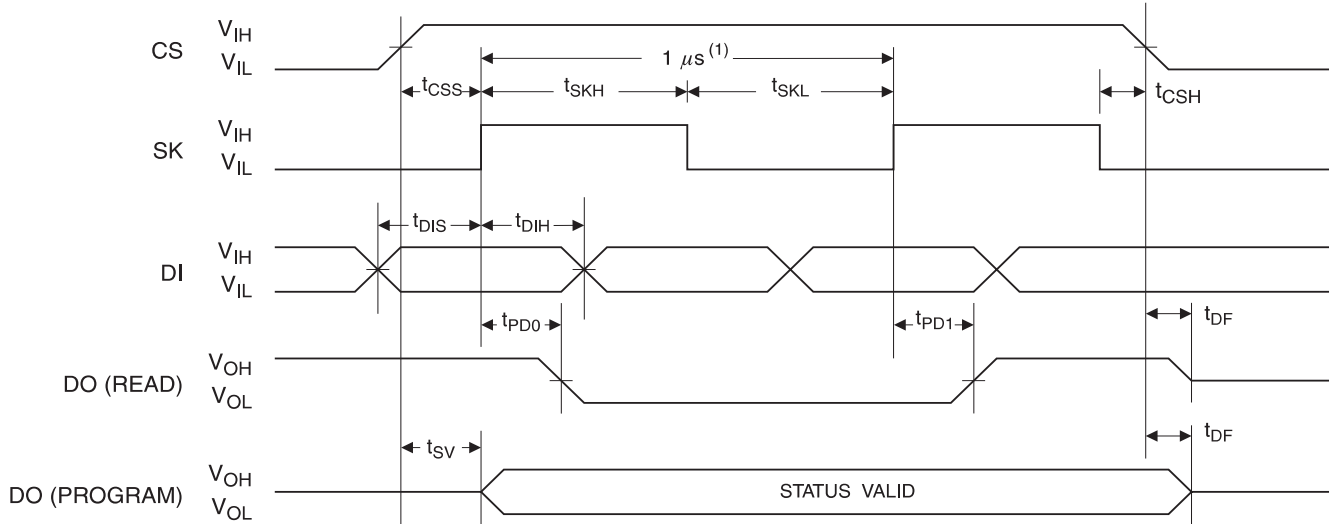 CS
V_IH
V_IL
1 μs(1)
t_CSS
t_SKH
t_SKL
t_CSH
SK
V_IH
V_IL
t_DIS
t_DIH
DI
V_IH
V_IL
t_PD0
t_PD1
t_DF
DO (READ)
V_OH
V_OL
t_SV
t_DF
DO (PROGRAM)
V_OH
V_OL
STATUS VALID